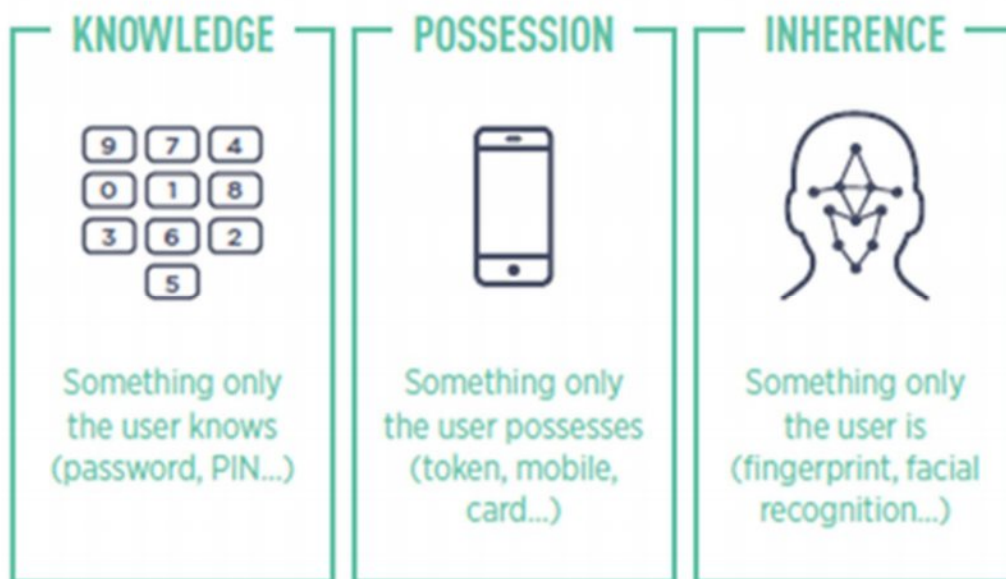 KNOWLEDGE
9 7 4
0 1 8
3 6 2
5
Something only
the user knows
(password, PIN...)
POSSESSION
Something only
the user possesses
(token, mobile,
card...)
INHERENCE
Something only
the user is
(fingerprint, facial
recognition...)